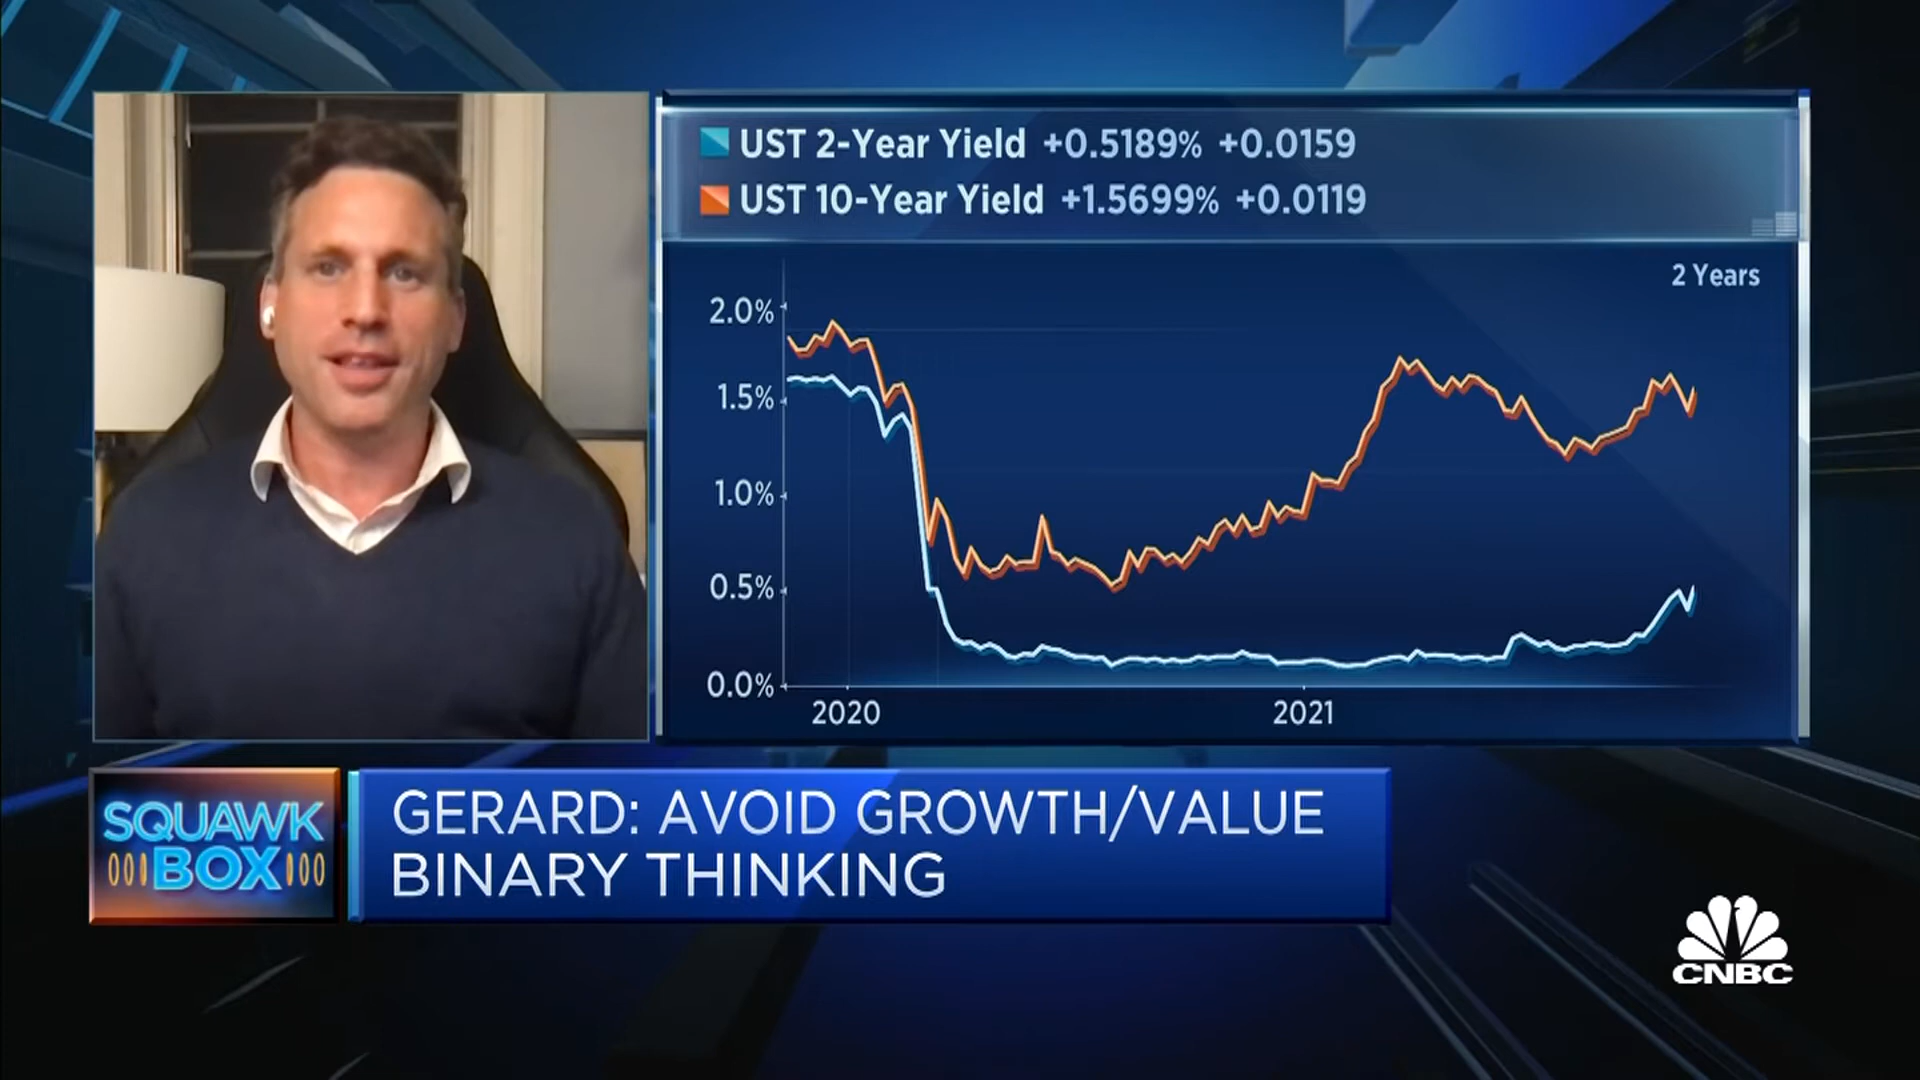 UST 2-Year Yield +0.5189% +0.0159
UST 10-Year Yield +1.5699% +0.0119
2 Years
2.0%
1.5%
1.0%
0.5%
0.0%
2020 2021
SQUAWK
BOX
GERARD: AVOID GROWTH/VALUE
BINARY THINKING
CNBC